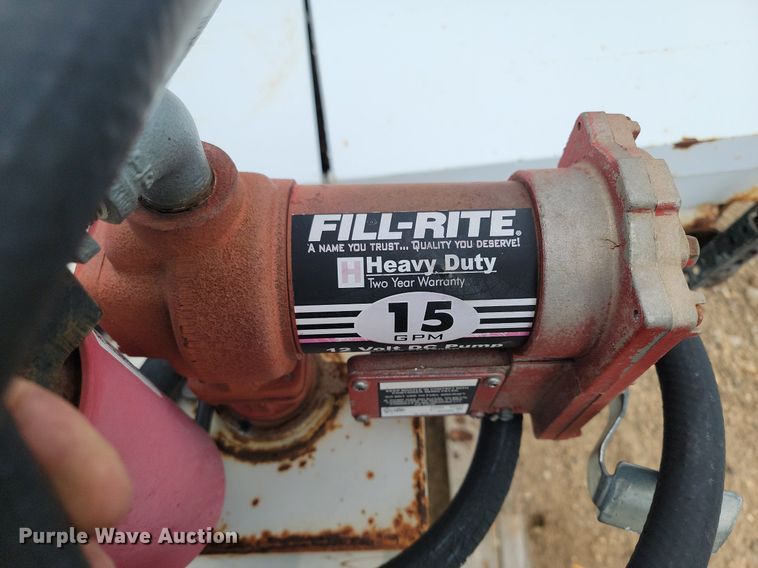 FILL-RITE®
A NAME YOU TRUST... QUALITY YOU DESERVE!
H Heavy Duty
Two Year Warranty
15
GPM
12 Volt DC Pump
Purple Wave Auction®